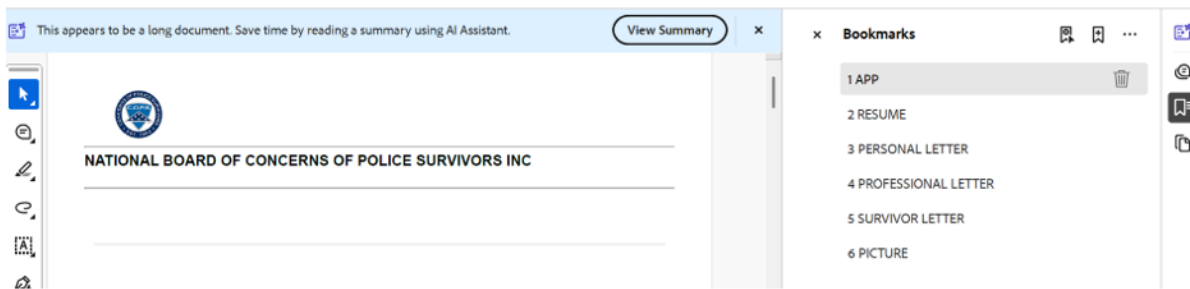 This appears to be a long document. Save time by reading a summary using AI Assistant.
View Summary
C.O.P.S.
NATIONAL BOARD OF CONCERNS OF POLICE SURVIVORS INC
Bookmarks
1 APP
2 RESUME
3 PERSONAL LETTER
4 PROFESSIONAL LETTER
5 SURVIVOR LETTER
6 PICTURE